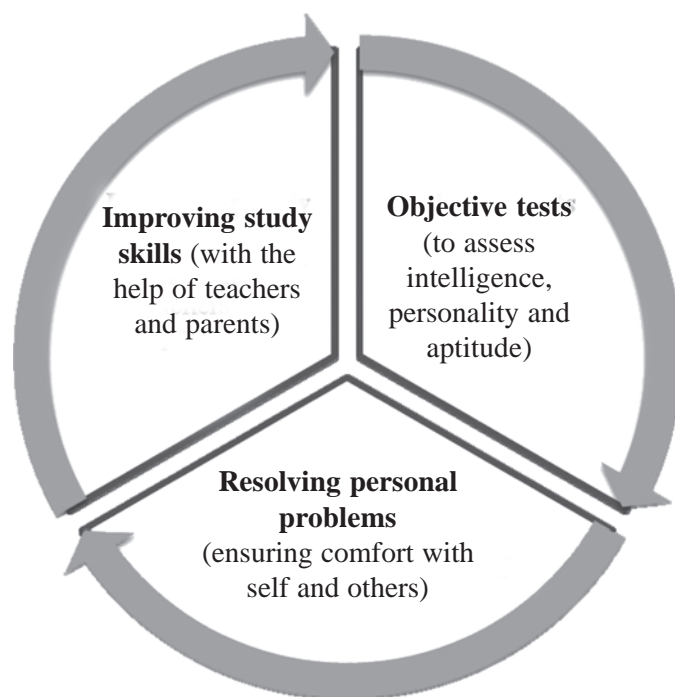 Improving study
skills (with the
help of teachers
and parents)
Objective tests
(to assess
intelligence,
personality and
aptitude)
Resolving personal
problems
(ensuring comfort with
self and others)